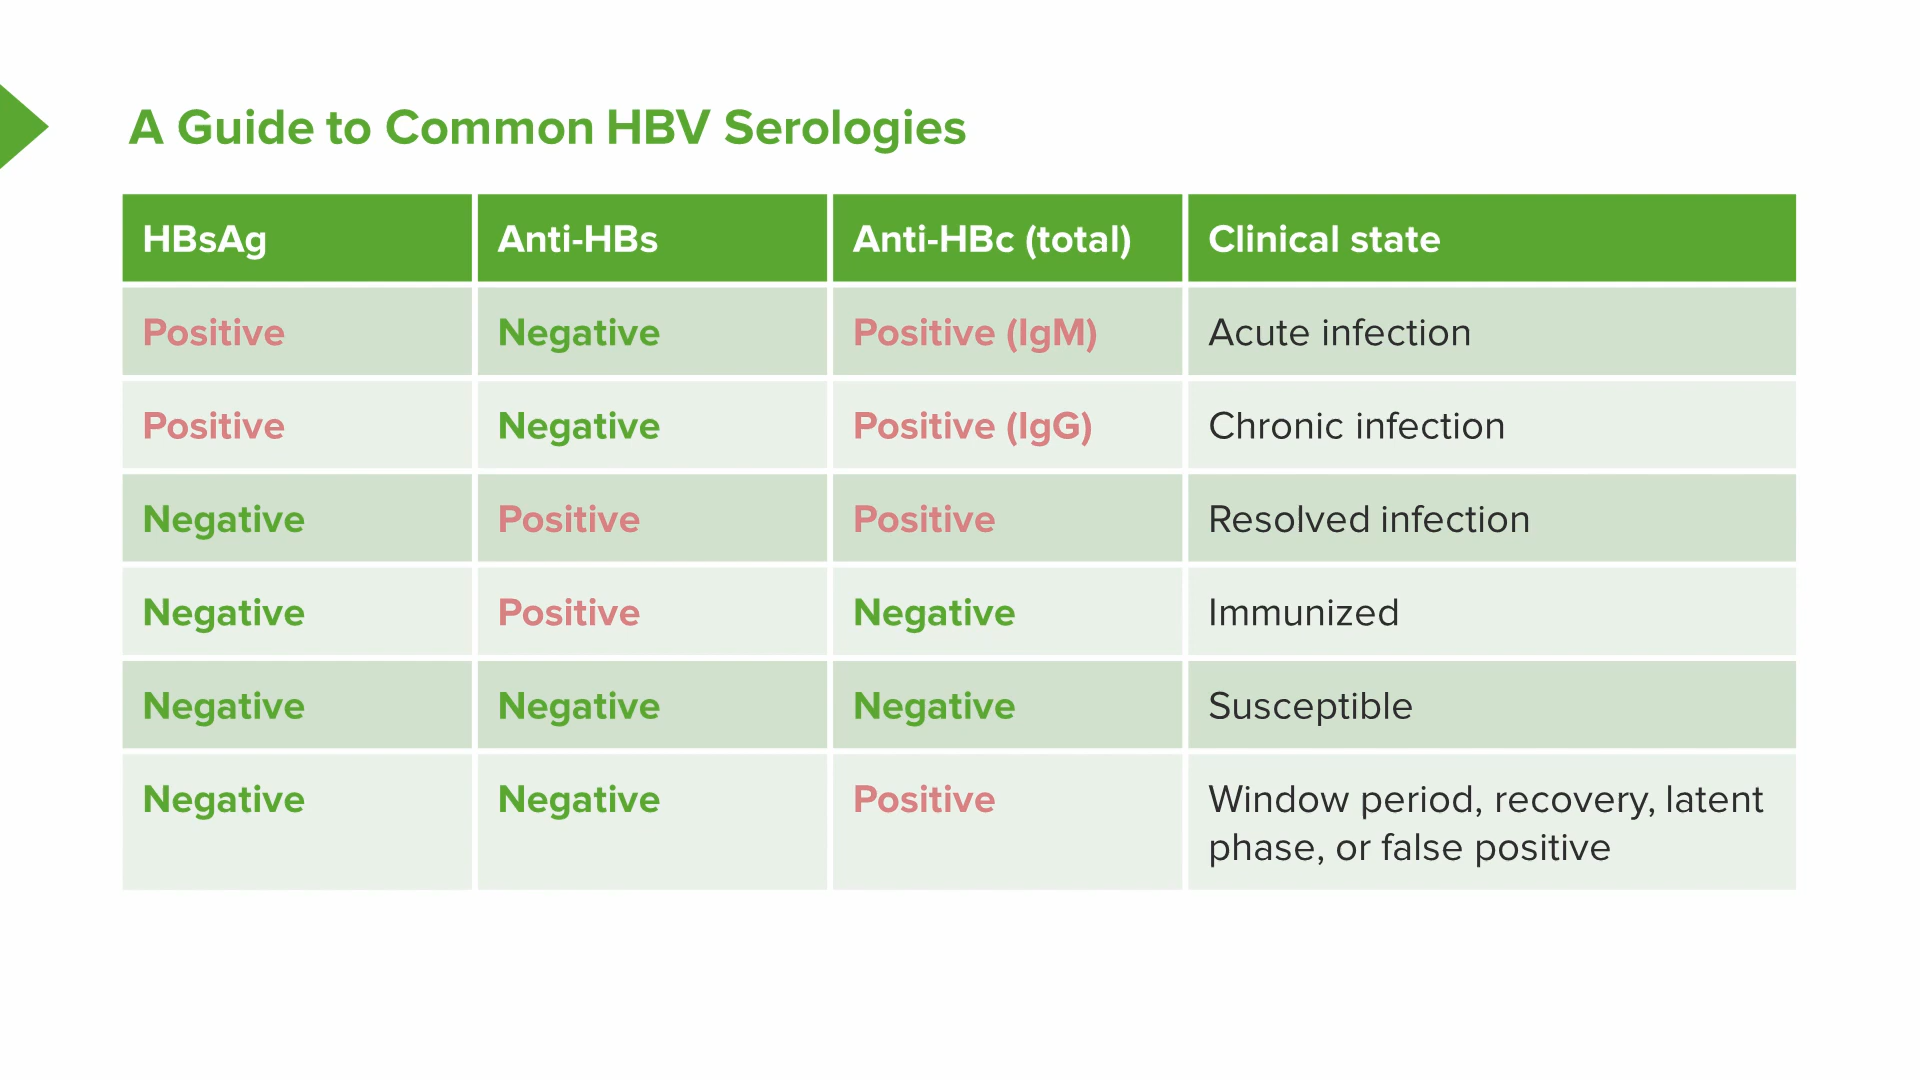 A Guide to Common HBV Serologies
HBsAg Anti-HBs Anti-HBc (total) Clinical state
Positive Negative Positive (IgM) Acute infection
Positive Negative Positive (IgG) Chronic infection
Negative Positive Positive Resolved infection
Negative Positive Negative Immunized
Negative Negative Negative Susceptible
Negative Negative Positive Window period, recovery, latent
phase, or false positive